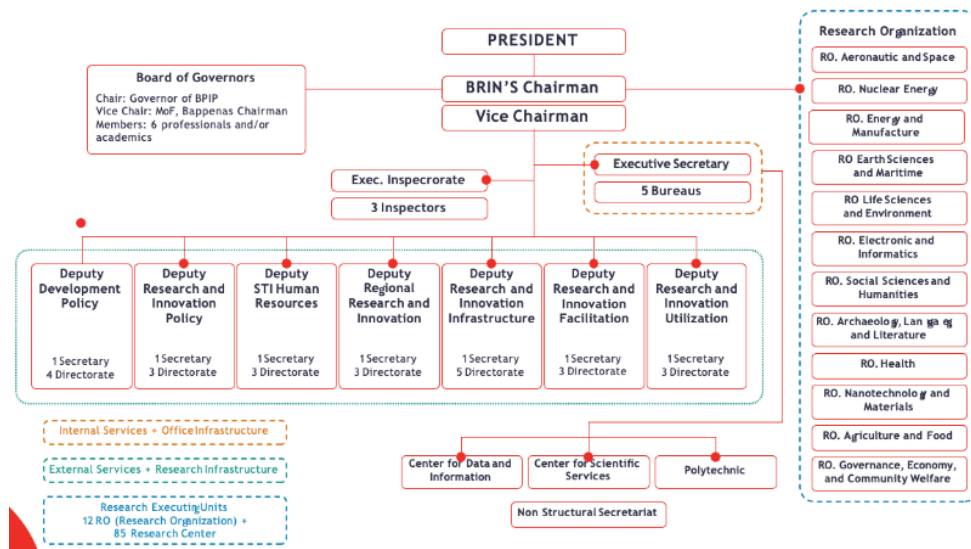 PRESIDENT
BRIN'S Chairman
Vice Chairman
Board of Governors
Chair: Governor of BPIP
Vice Chair: MoF, Bappenas Chairman
Members: 6 professionals and/or
academics
Executive Secretary
5 Bureaus
Exec. Inspecrorate
3 Inspectors
Deputy
Development
Policy
1 Secretary
4 Directorate
Deputy
Research and
Innovation
Policy
1 Secretary
3 Directorate
Deputy
STI Human
Resources
1 Secretary
3 Directorate
Deputy
Regional
Research and
Innovation
1 Secretary
3 Directorate
Deputy
Research and
Innovation
Infrastructure
1 Secretary
5 Directorate
Deputy
Research and
Innovation
Facilitation
1 Secretary
3 Directorate
Deputy
Research and
Innovation
Utilization
1 Secretary
3 Directorate
Internal Services + Office Infrastructure
External Services + Research Infrastructure
Research Executing Units
12 RO (Research Organization) +
85 Research Center
Center for Data and
Information
Center for Scientific
Services
Polytechnic
Non Structural Secretariat
Research Organization
RO. Aeronautic and Space
RO. Nuclear Energy
RO. Energy and
Manufacture
RO Earth Sciences
and Maritime
RO Life Sciences
and Environment
RO. Electronic and
Informatics
RO. Social Sciences and
Humanities
RO. Archaeology,
and Literature
RO. Health
RO. Nanotechnology and
Materials
RO. Agriculture and Food
RO. Governance, Economy,
and Community Welfare